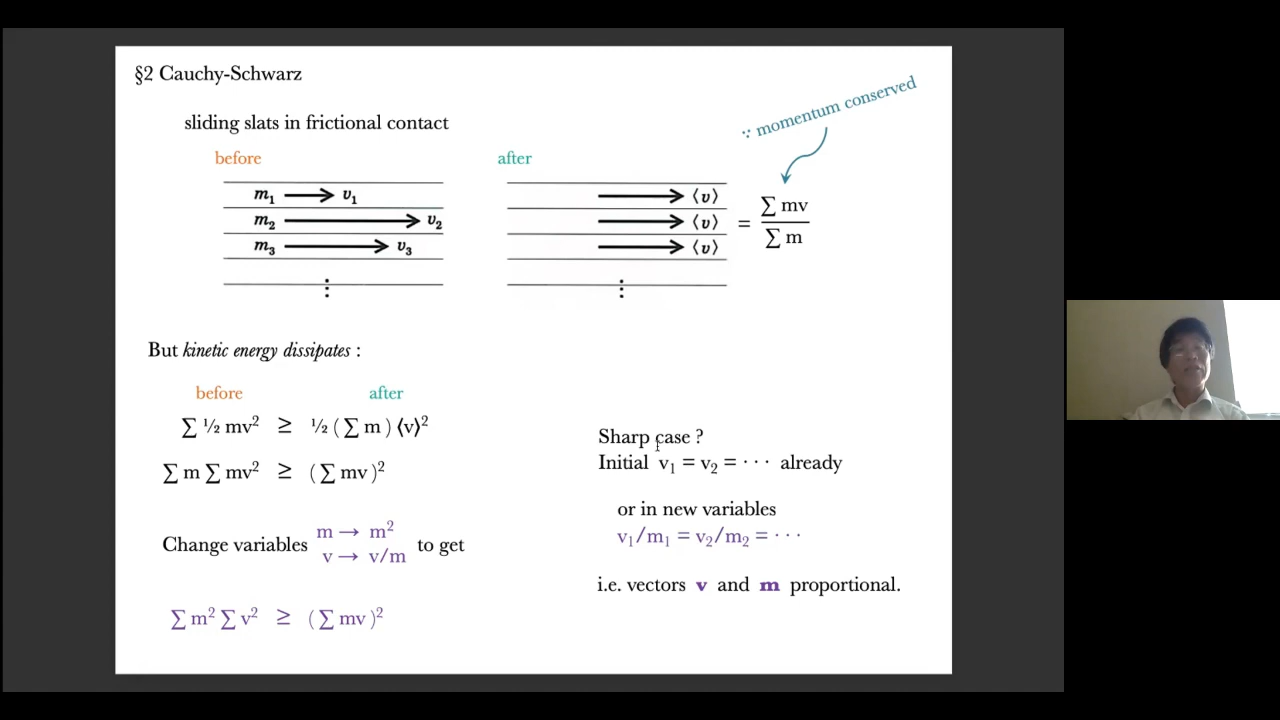 §2 Cauchy-Schwarz
∵ momentum conserved
sliding slats in frictional contact
before
after
m₁ ⟶ v₁
m₂ ⟶ v₂
m₃ ⟶ v₃
⋮
⟶ ⟨v⟩
⟶ ⟨v⟩
⟶ ⟨v⟩
⋮
= ∑ mv / ∑ m
But kinetic energy dissipates :
before after
∑ ½ mv² ≥ ½ ( ∑ m ) ⟨v⟩²
∑ m ∑ mv² ≥ ( ∑ mv )²
Change variables m → m² v → v/m to get
∑ m² ∑ v² ≥ ( ∑ mv )²
Sharp case ?
Initial v₁ = v₂ = · · · already
or in new variables
v₁/m₁ = v₂/m₂ = · · ·
i.e. vectors v and m proportional.